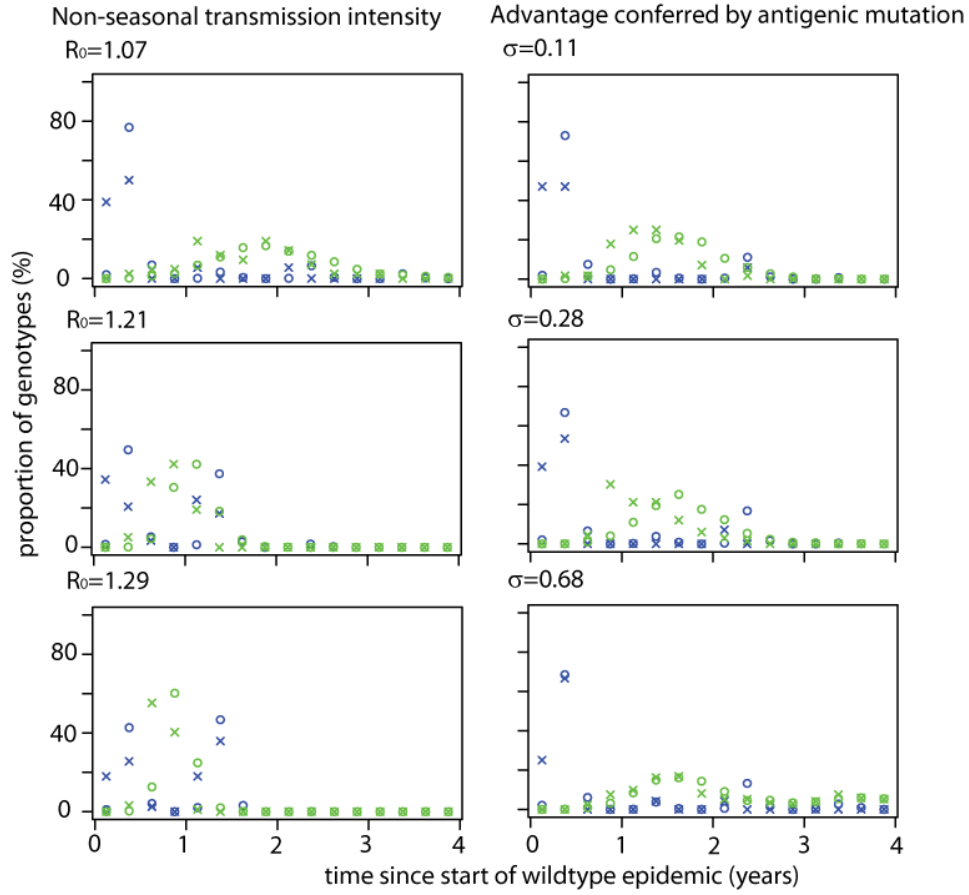 Non-seasonal transmission intensity
Advantage conferred by antigenic mutation
R₀=1.07
σ=0.11
80
40
0
R₀=1.21
σ=0.28
80
40
0
R₀=1.29
σ=0.68
80
40
0
0 1 2 3 4
0 1 2 3 4
proportion of genotypes (%)
time since start of wildtype epidemic (years)